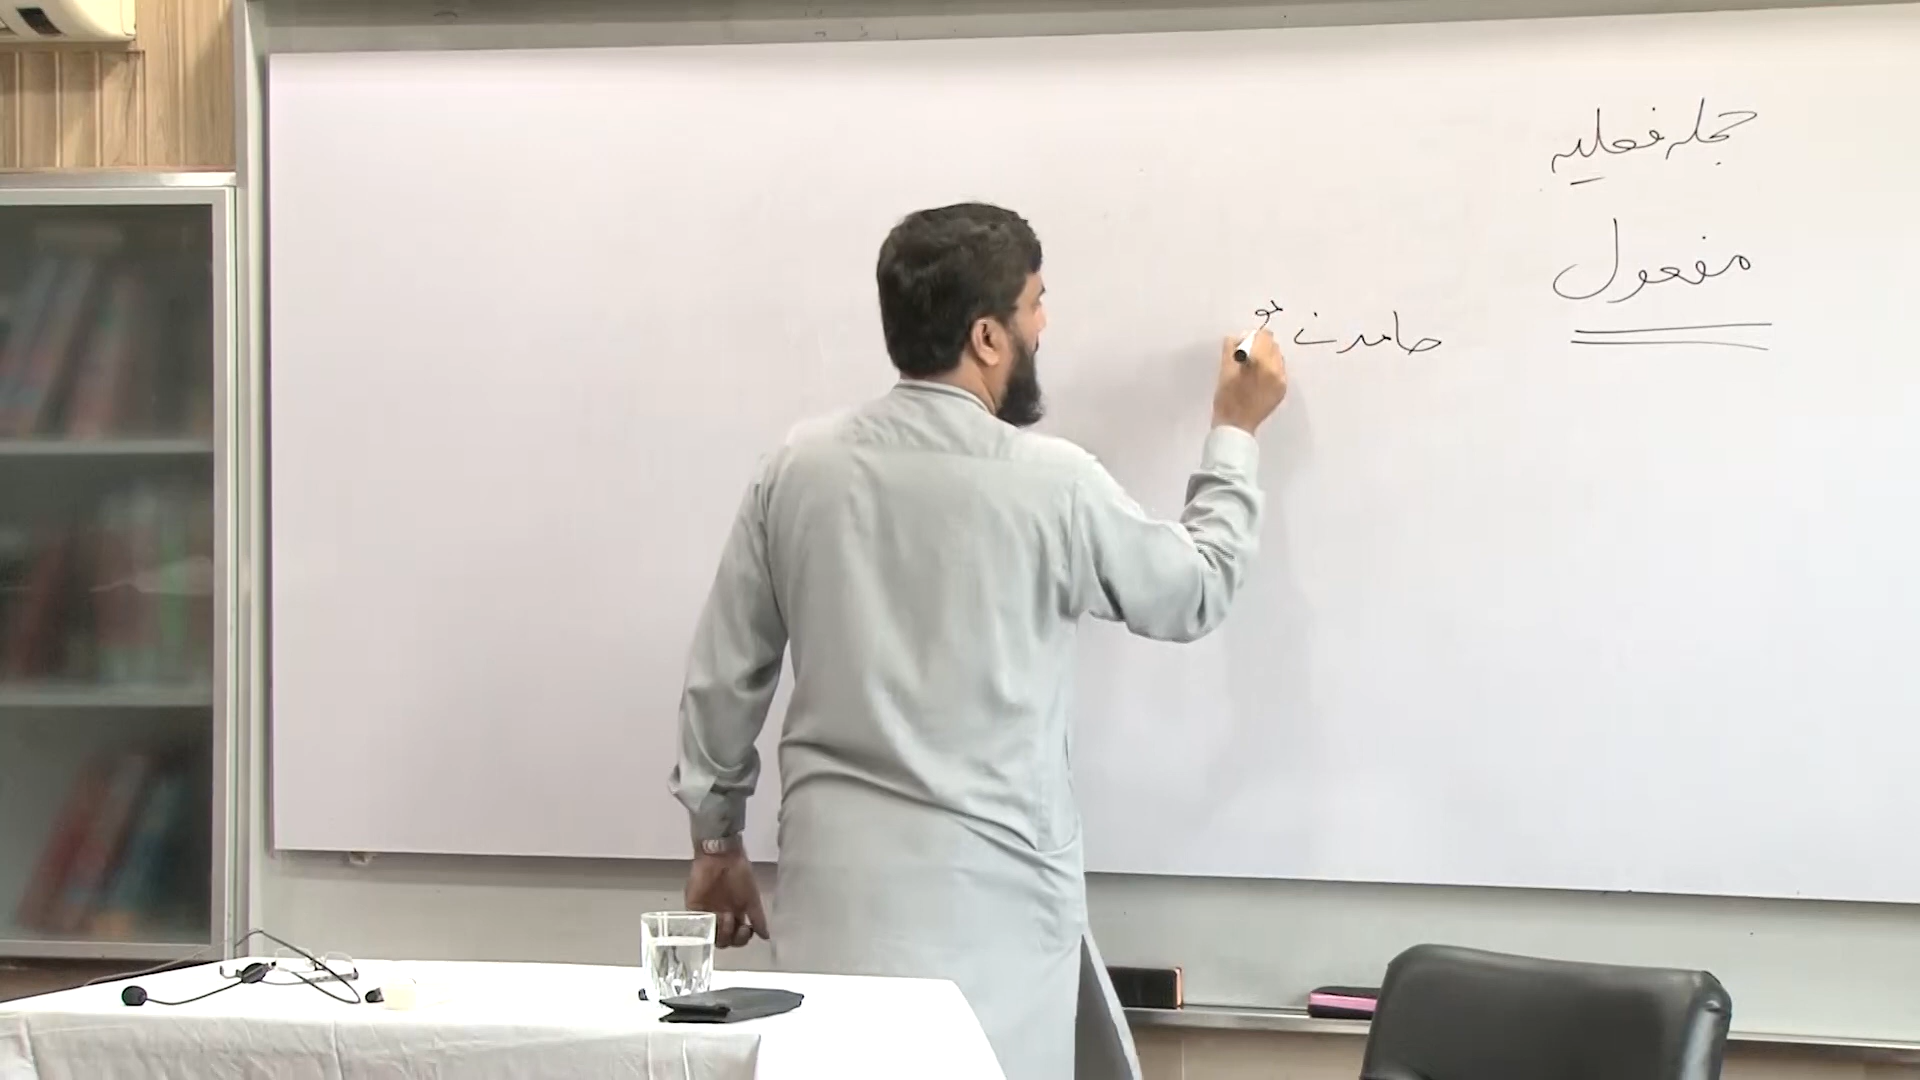 جملہ فعلیہ
مفعول
حامد نے